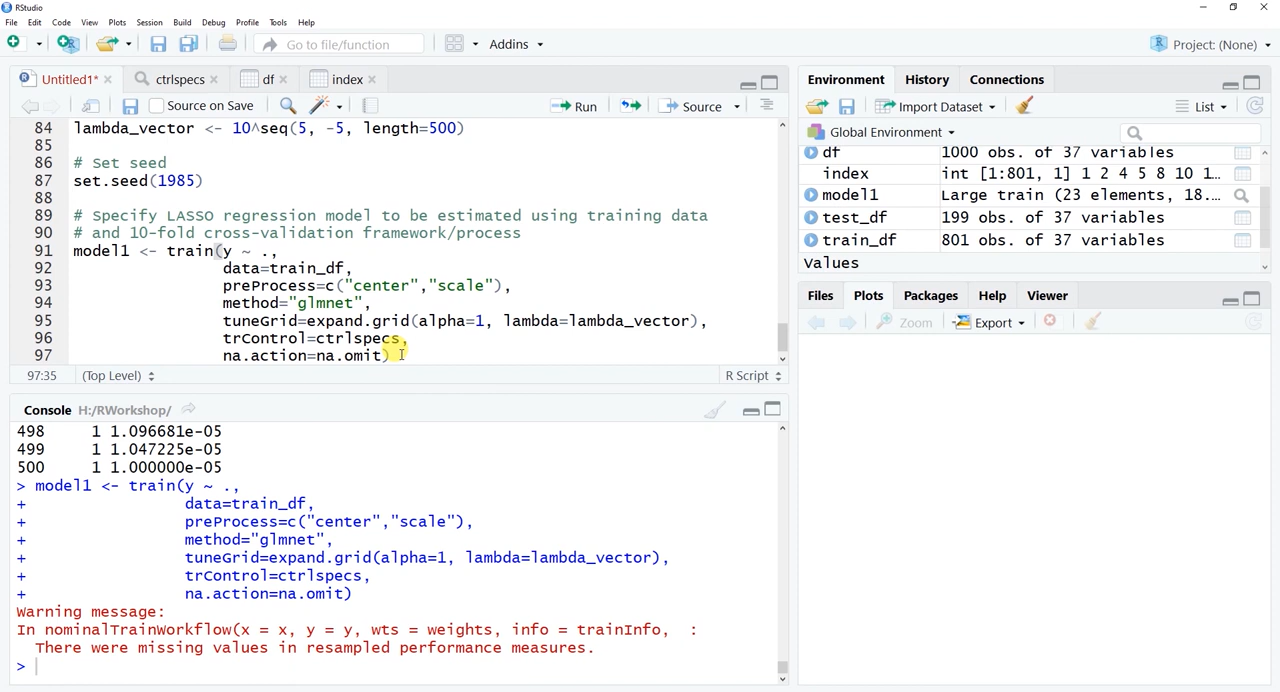 RStudio
File Edit Code View Plots Session Build Debug Profile Tools Help
Go to file/function Addins Project: (None)
Untitled1* ctrlspecs df index
Source on Save Run Source
84 lambda_vector <- 10^seq(5, -5, length=500)
85
86 # Set seed
87 set.seed(1985)
88
89 # Specify LASSO regression model to be estimated using training data
90 # and 10-fold cross-validation framework/process
91 model1 <- train(y ~ .,
92 data=train_df,
93 preProcess=c("center","scale"),
94 method="glmnet",
95 tuneGrid=expand.grid(alpha=1, lambda=lambda_vector),
96 trControl=ctrlspecs,
97 na.action=na.omit)
97:35 (Top Level) R Script
Console H:/RWorkshop/
498 1 1.096681e-05
499 1 1.047225e-05
500 1 1.000000e-05
> model1 <- train(y ~ .,
+ data=train_df,
+ preProcess=c("center","scale"),
+ method="glmnet",
+ tuneGrid=expand.grid(alpha=1, lambda=lambda_vector),
+ trControl=ctrlspecs,
+ na.action=na.omit)
Warning message:
In nominalTrainWorkflow(x = x, y = y, wts = weights, info = trainInfo, :
There were missing values in resampled performance measures.
>
Environment History Connections
Import Dataset List
Global Environment
df 1000 obs. of 37 variables
index int [1:801, 1] 1 2 4 5 8 10 1…
model1 Large train (23 elements, 18.…
test_df 199 obs. of 37 variables
train_df 801 obs. of 37 variables
Values
Files Plots Packages Help Viewer
Zoom Export